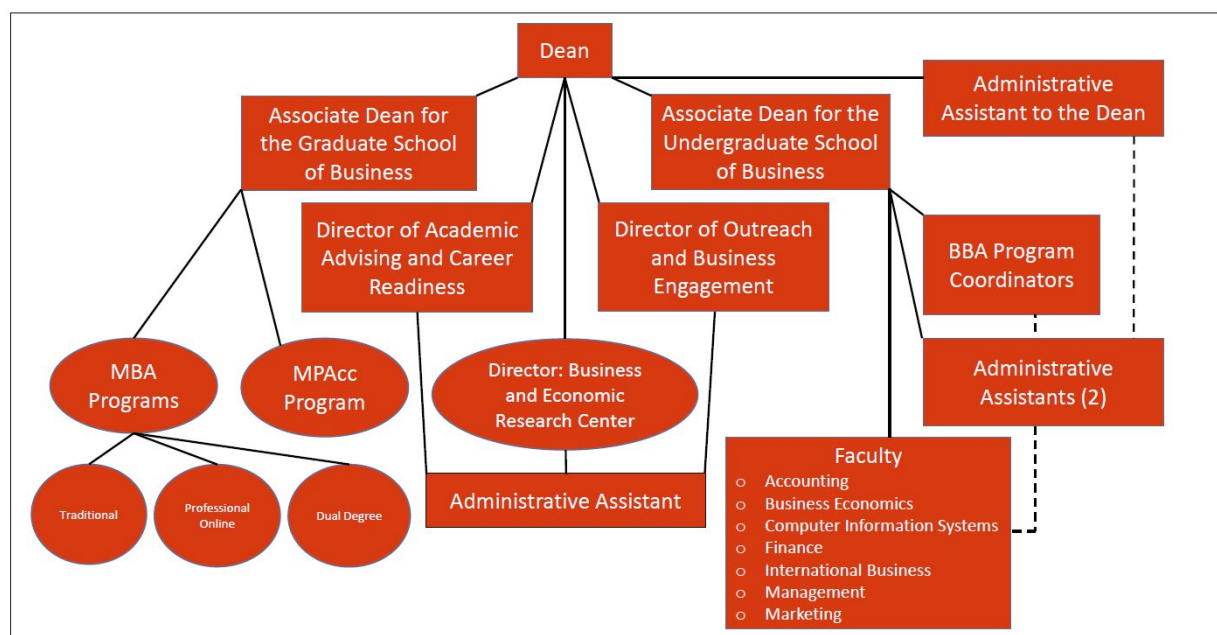 Dean
Administrative
Assistant to the Dean
Associate Dean for
the Graduate School
of Business
Associate Dean for the
Undergraduate School of
Business
Director of Academic
Advising and Career
Readiness
Director of Outreach
and Business
Engagement
BBA Program
Coordinators
MBA
Programs
MPAcc
Program
Director: Business
and Economic
Research Center
Administrative
Assistants (2)
Traditional
Professional
Online
Dual Degree
Administrative Assistant
Faculty
o Accounting
o Business Economics
o Computer Information Systems
o Finance
o International Business
o Management
o Marketing